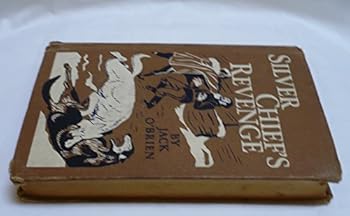 SILVER
CHIEF'S
REVENGE
BY
JACK
O'BRIEN